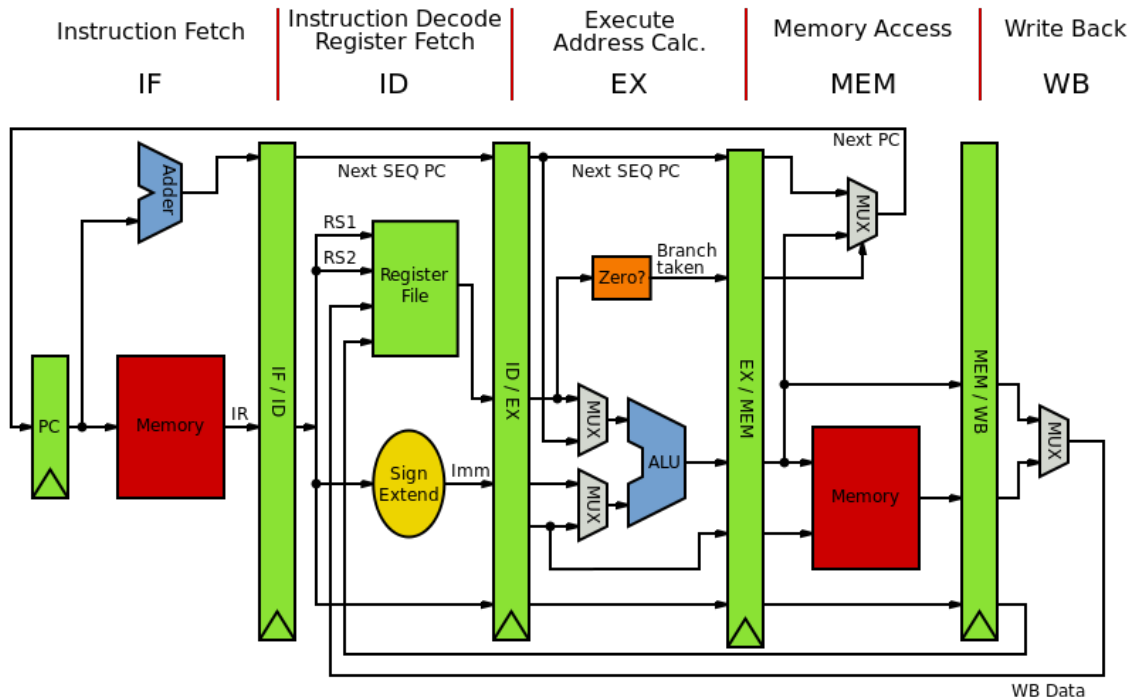 Instruction Fetch
Instruction Decode
Register Fetch
Execute
Address Calc.
Memory Access
Write Back
IF
ID
EX
MEM
WB
Next PC
Adder
Next SEQ PC
Next SEQ PC
MUX
RS1
RS2
Register
File
Branch
taken
Zero?
IF / ID
ID / EX
EX / MEM
MEM / WB
PC
Memory
IR
MUX
MUX
ALU
MUX
Sign
Extend
Imm
Memory
WB Data